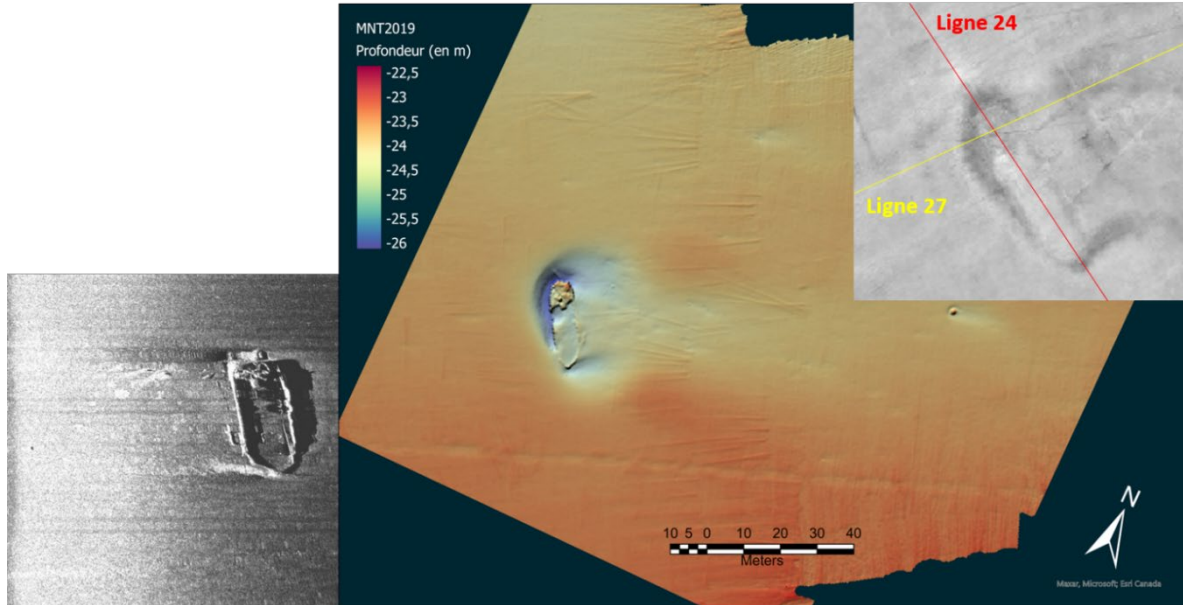 MNT2019
Profondeur (en m)
-22,5
-23
-23,5
-24
-24,5
-25
-25,5
-26
Ligne 24
Ligne 27
10 5 0 10 20 30 40
Meters
N
Maxar, Microsoft; Esri Canada